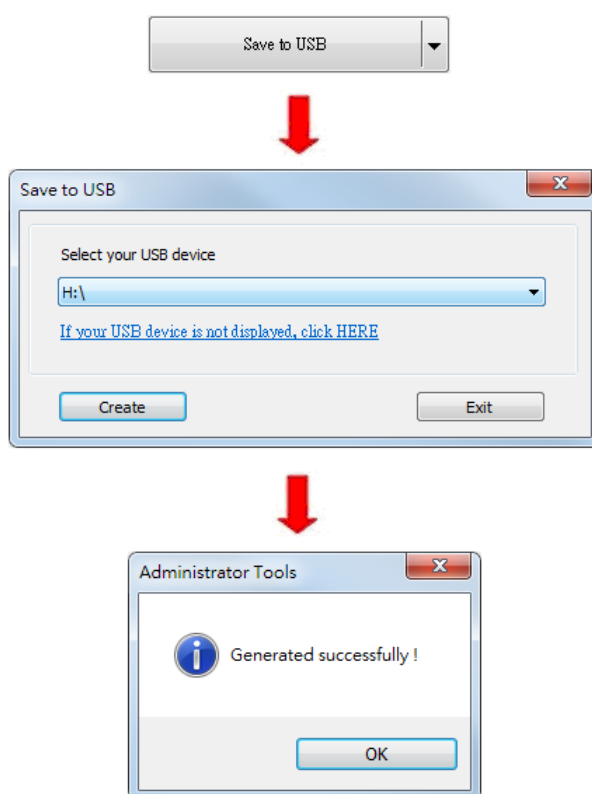 Save to USB
Save to USB
Select your USB device
H:\
If your USB device is not displayed, click HERE
Create Exit
Administrator Tools
Generated successfully !
OK